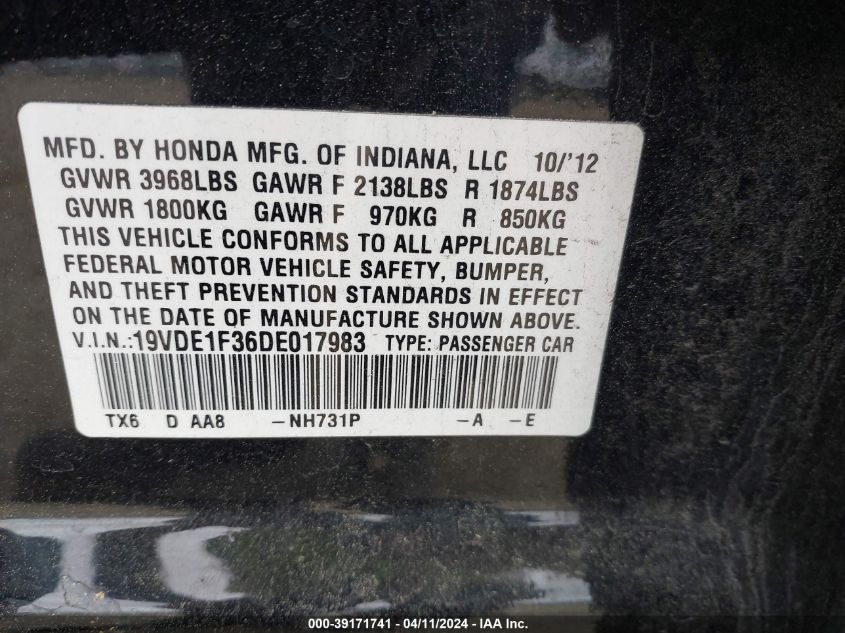 MFD. BY HONDA MFG. OF INDIANA, LLC 10/'12
GVWR 3968LBS GAWR F 2138LBS R 1874LBS
GVWR 1800KG GAWR F 970KG R 850KG
THIS VEHICLE CONFORMS TO ALL APPLICABLE
FEDERAL MOTOR VEHICLE SAFETY, BUMPER,
AND THEFT PREVENTION STANDARDS IN EFFECT
ON THE DATE OF MANUFACTURE SHOWN ABOVE.
V.I.N.:19VDE1F36DE017983 TYPE: PASSENGER CAR
TX6 D AA8 -NH731P -A -E
000-39171741 - 04/11/2024 - IAA Inc.